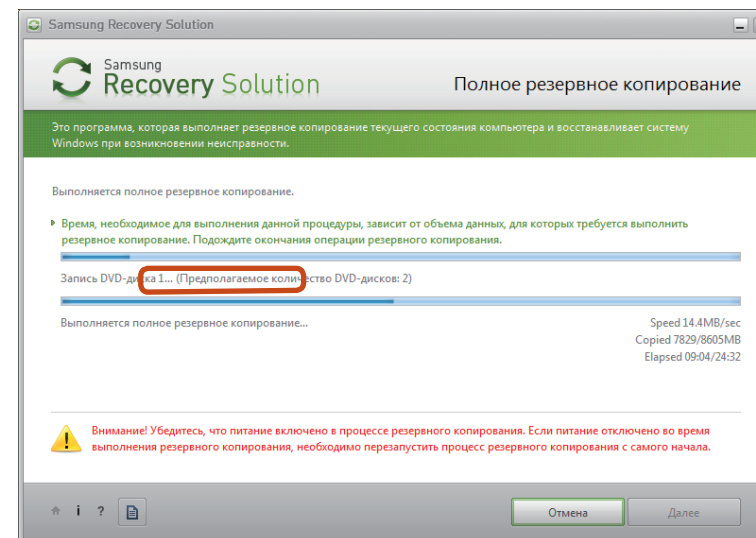 Samsung Recovery Solution
Samsung
Recovery Solution
Полное резервное копирование
Это программа, которая выполняет резервное копирование текущего состояния компьютера и восстанавливает систему
Windows при возникновении неисправности.
Выполняется полное резервное копирование.
Время, необходимое для выполнения данной процедуры, зависит от объема данных, для которых требуется выполнить
резервное копирование. Подождите окончания операции резервного копирования.
Запись DVD-диска 1... (Предполагаемое количество DVD-дисков: 2)
Выполняется полное резервное копирование...
Speed 14.4MB/sec
Copied 7829/8605MB
Elapsed 09:04/24:32
Внимание! Убедитесь, что питание включено в процессе резервного копирования. Если питание отключено во время
выполнения резервного копирования, необходимо перезапустить процесс резервного копирования с самого начала.
Отмена
Далее